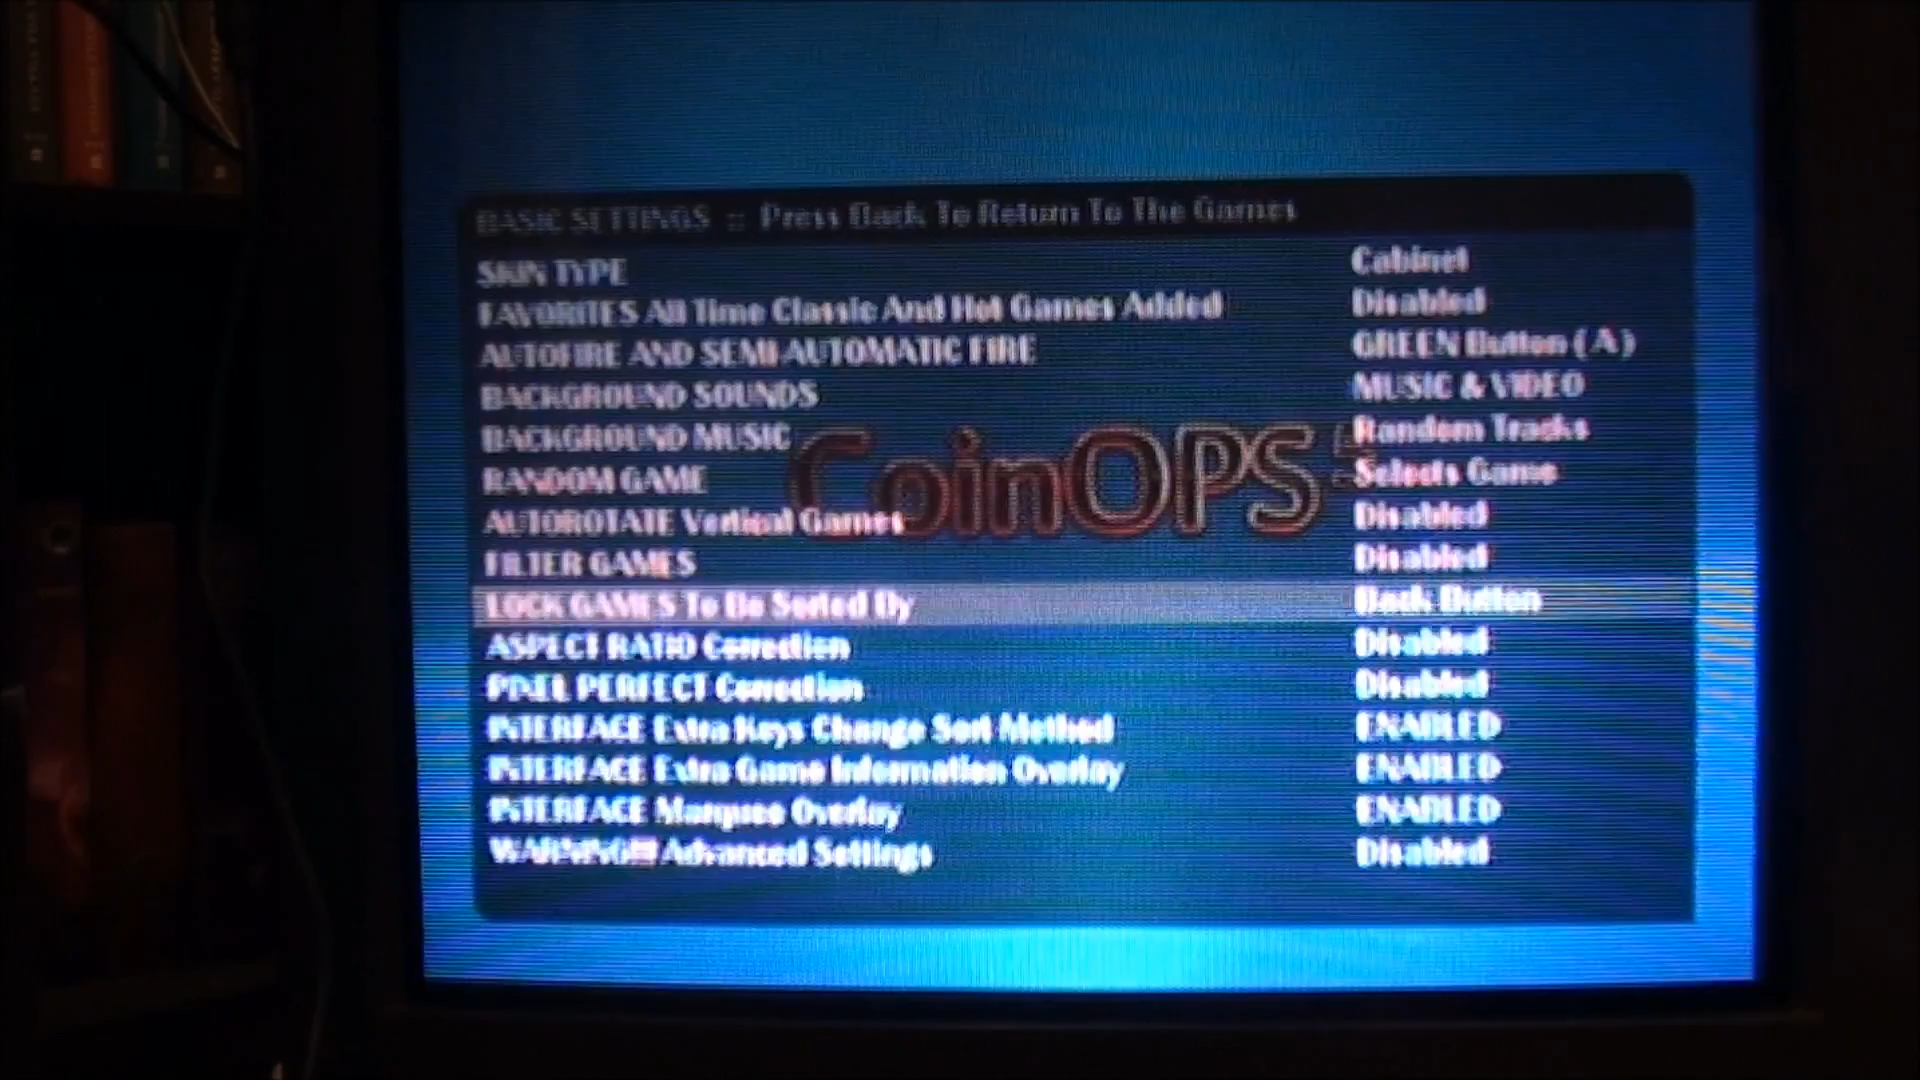 BASIC SETTINGS :: Press Back To Return To The Games
SKIN TYPE Cabinet
FAVORITES All Time Classic And Hot Games Added Disabled
AUTOFIRE AND SEMI-AUTOMATIC FIRE GREEN Button (A)
BACKGROUND SOUNDS MUSIC & VIDEO
BACKGROUND MUSIC Random Tracks
RANDOM GAME Selects Game
AUTOROTATE Vertical Games Disabled
FILTER GAMES Disabled
LOCK GAMES To Be Sorted By Back Button
ASPECT RATIO Correction Disabled
PIXEL PERFECT Correction Disabled
INTERFACE Extra Keys Change Sort Method ENABLED
INTERFACE Extra Game Information Overlay ENABLED
INTERFACE Marquee Overlay ENABLED
WARNING!!! Advanced Settings Disabled
CoinOPS